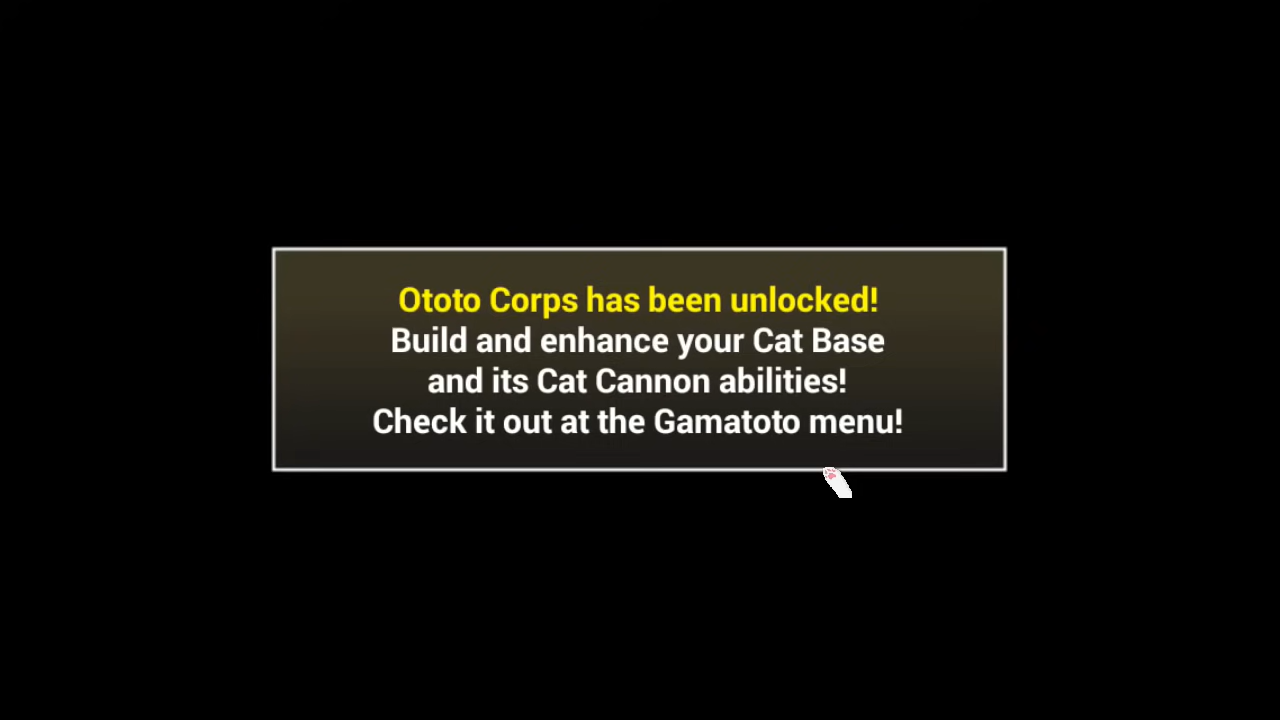 Ototo Corps has been unlocked!
Build and enhance your Cat Base
and its Cat Cannon abilities!
Check it out at the Gamatoto menu!